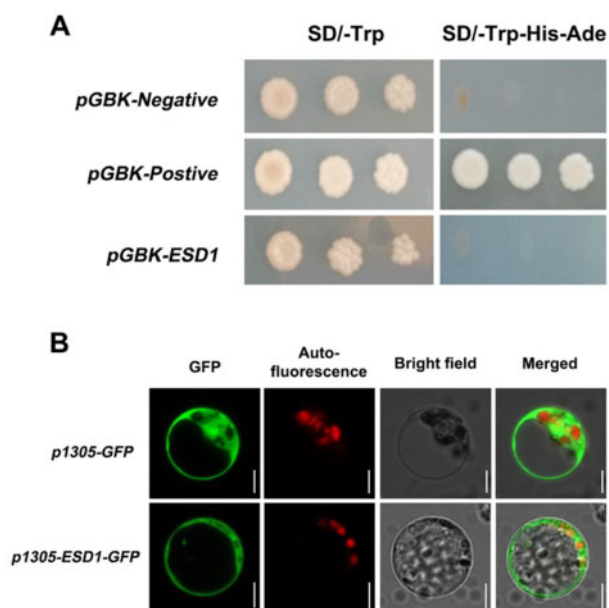 A
SD/-Trp
SD/-Trp-His-Ade
pGBK-Negative
pGBK-Postive
pGBK-ESD1
B
GFP
Auto-
fluorescence
Bright field
Merged
p1305-GFP
p1305-ESD1-GFP